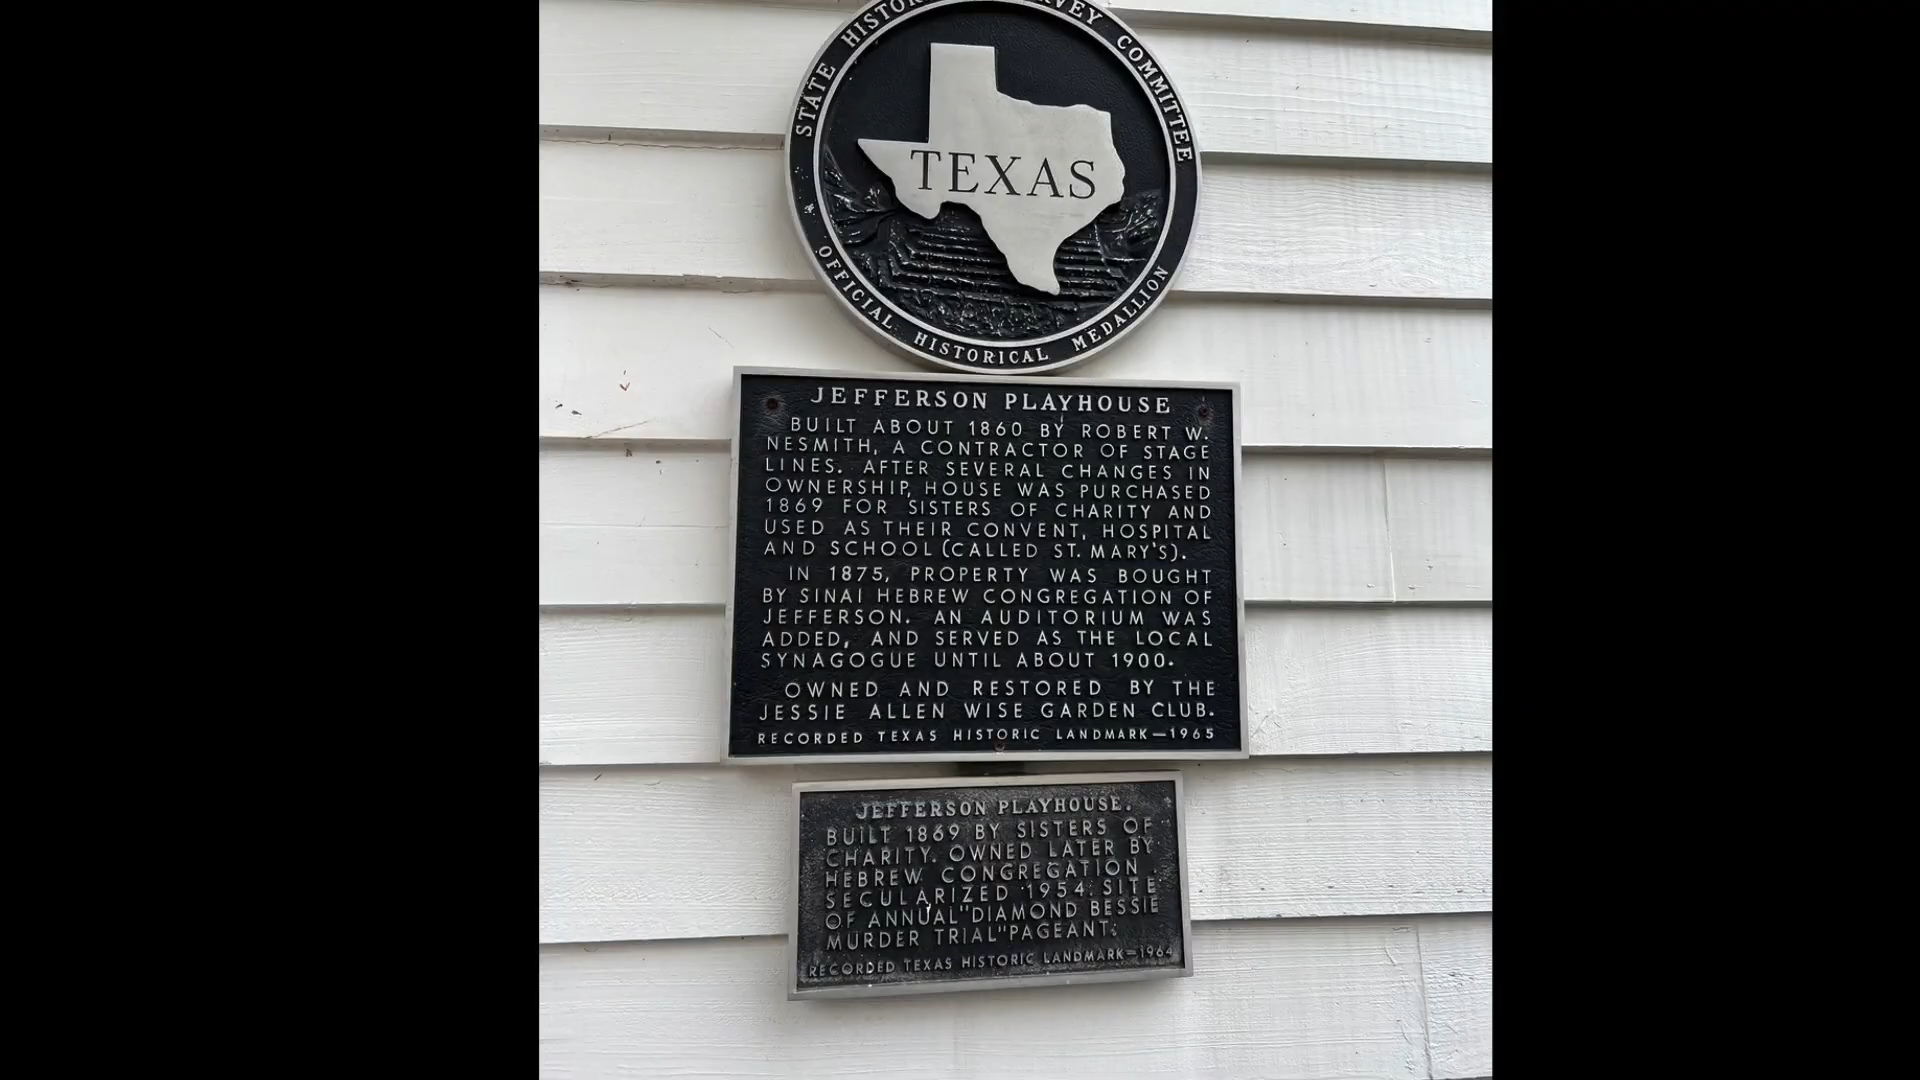 STATE HISTOR RVEY COMMITTEE
TEXAS
OFFICIAL HISTORICAL MEDALLION
JEFFERSON PLAYHOUSE
BUILT ABOUT 1860 BY ROBERT W.
NESMITH, A CONTRACTOR OF STAGE
LINES. AFTER SEVERAL CHANGES IN
OWNERSHIP, HOUSE WAS PURCHASED
1869 FOR SISTERS OF CHARITY AND
USED AS THEIR CONVENT, HOSPITAL
AND SCHOOL (CALLED ST. MARY'S).
IN 1875, PROPERTY WAS BOUGHT
BY SINAI HEBREW CONGREGATION OF
JEFFERSON. AN AUDITORIUM WAS
ADDED, AND SERVED AS THE LOCAL
SYNAGOGUE UNTIL ABOUT 1900.
OWNED AND RESTORED BY THE
JESSIE ALLEN WISE GARDEN CLUB.
RECORDED TEXAS HISTORIC LANDMARK—1965
JEFFERSON PLAYHOUSE.
BUILT 1869 BY SISTERS OF
CHARITY. OWNED LATER BY
HEBREW CONGREGATION.
SECULARIZED 1954. SITE
OF ANNUAL "DIAMOND BESSIE
MURDER TRIAL" PAGEANT.
RECORDED TEXAS HISTORIC LANDMARK—1964